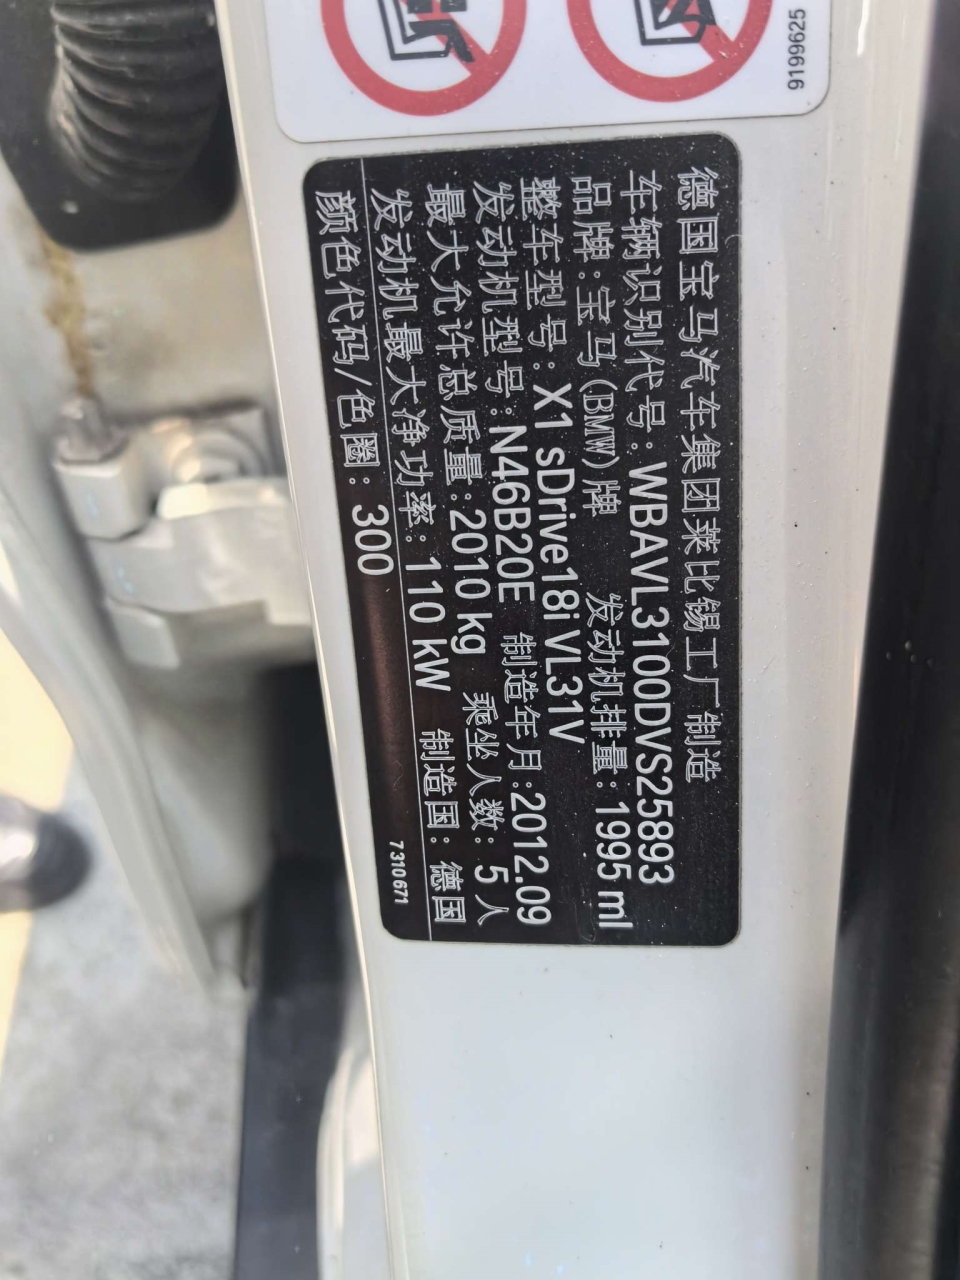 9199625
德国宝马汽车集团莱比锡工厂制造
车辆识别代号: WBAVL3100DVS25893
品牌: 宝马(BMW)牌 发动机排量: 1995 ml
整车型号: X1 sDrive18i VL31V
发动机型号: N46B20E 制造年月: 2012.09
最大允许总质量: 2010 kg 乘坐人数: 5 人
发动机最大净功率: 110 kW 制造国: 德国
颜色代码/色圈: 300 7310671